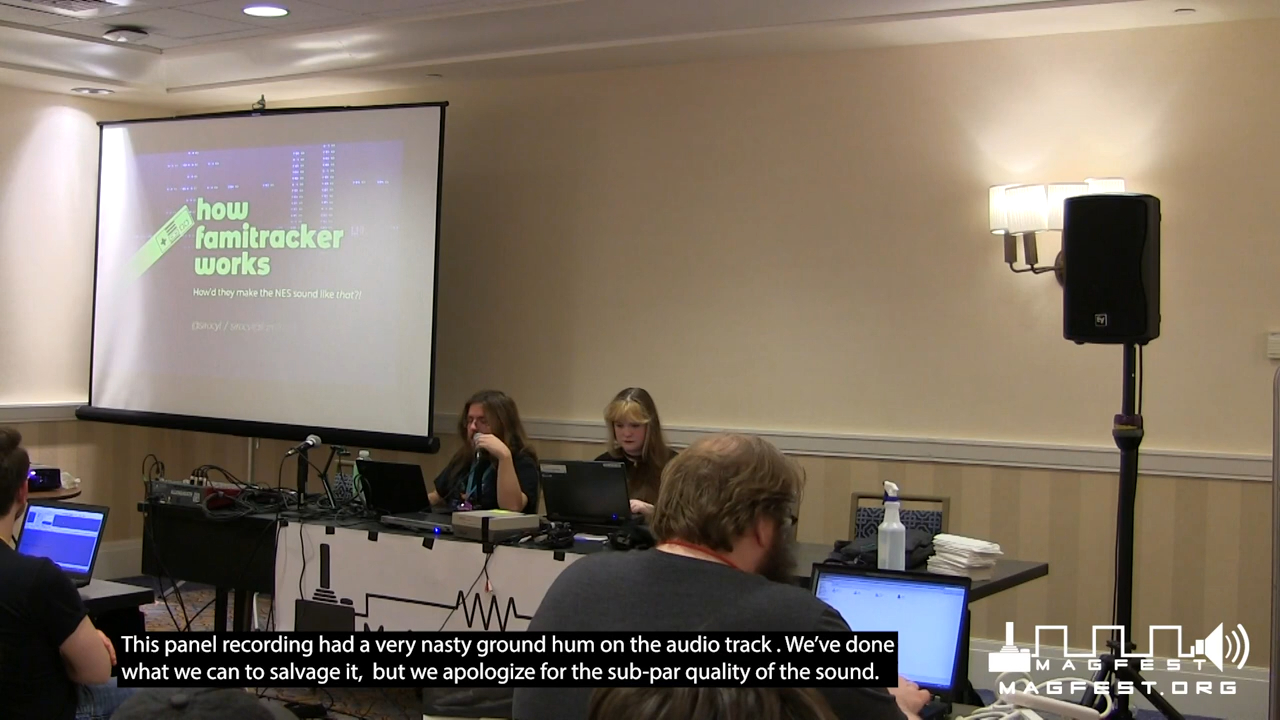 how
famitracker
works
How'd they make the NES sound like that?!
This panel recording had a very nasty ground hum on the audio track . We've done
what we can to salvage it, but we apologize for the sub-par quality of the sound.
MAGFEST
MAGFEST.ORG